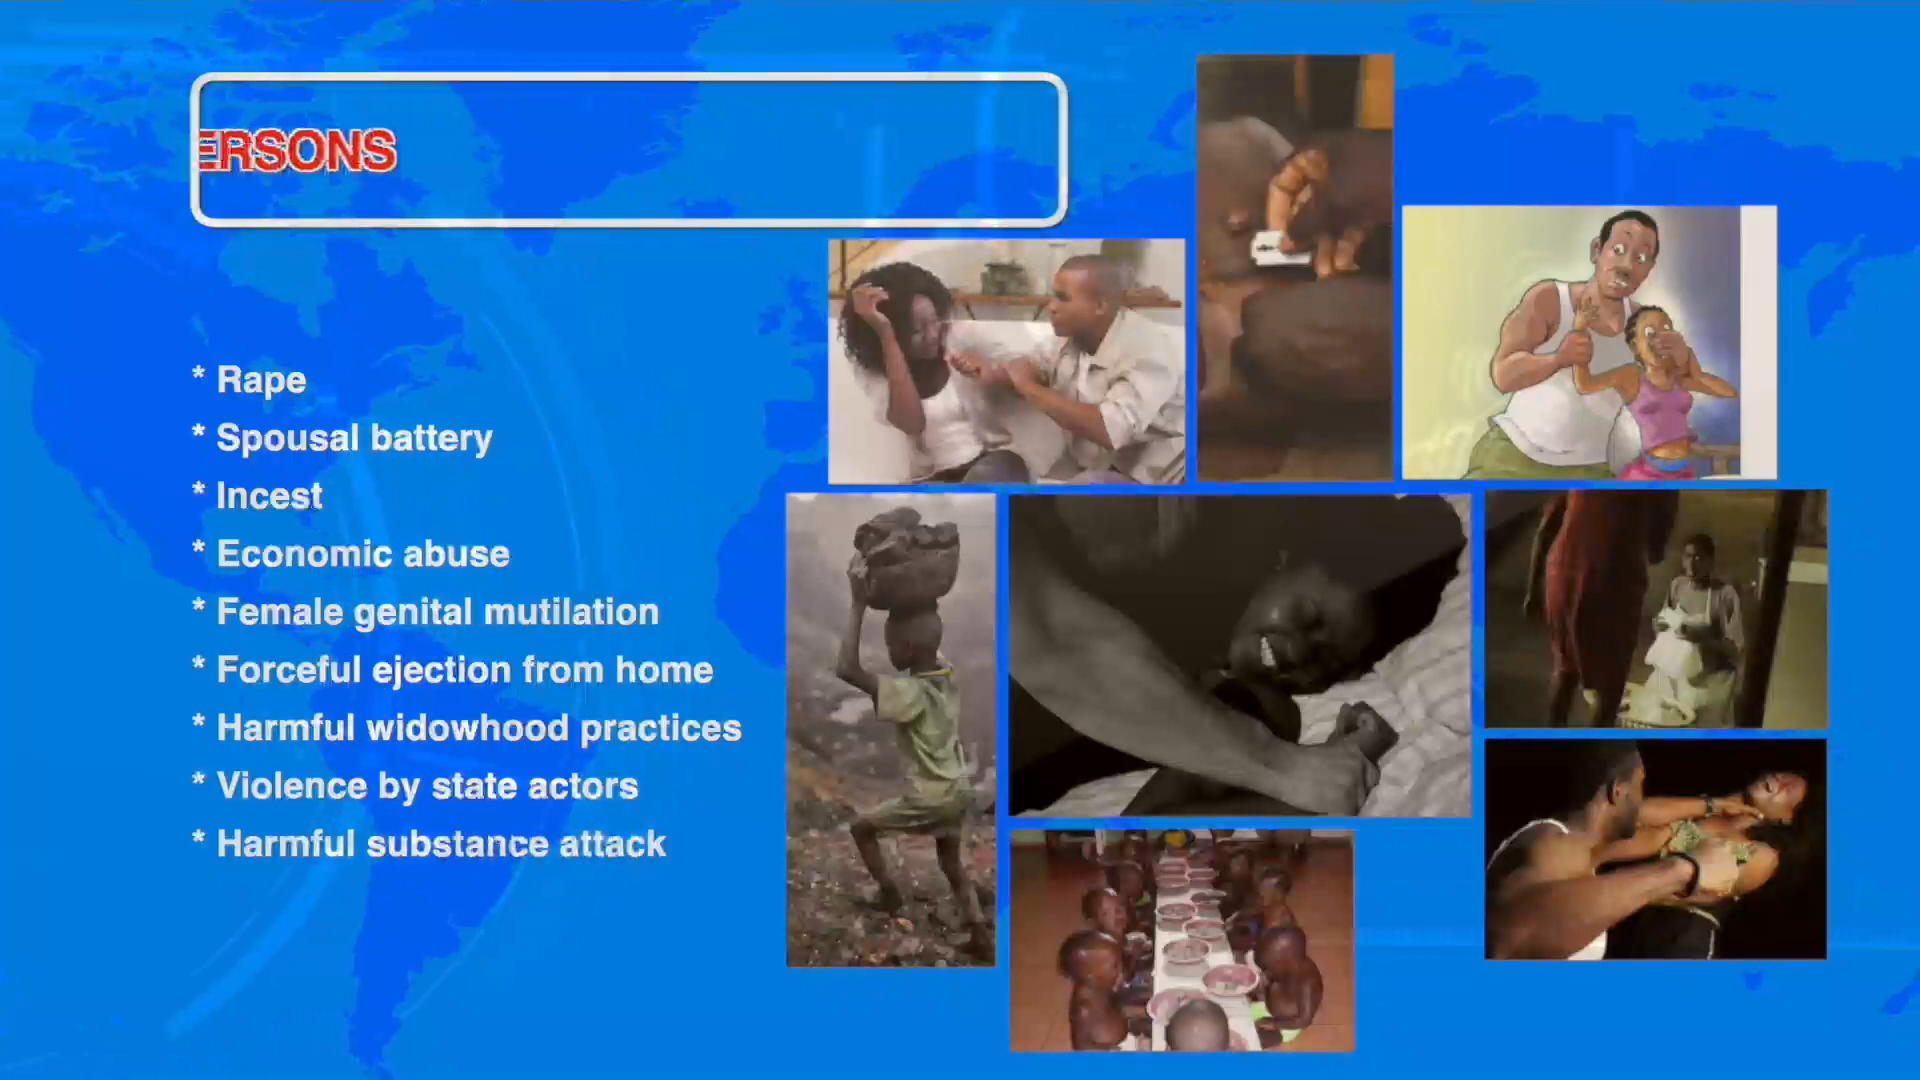 ERSONS
* Rape
* Spousal battery
* Incest
* Economic abuse
* Female genital mutilation
* Forceful ejection from home
* Harmful widowhood practices
* Violence by state actors
* Harmful substance attack